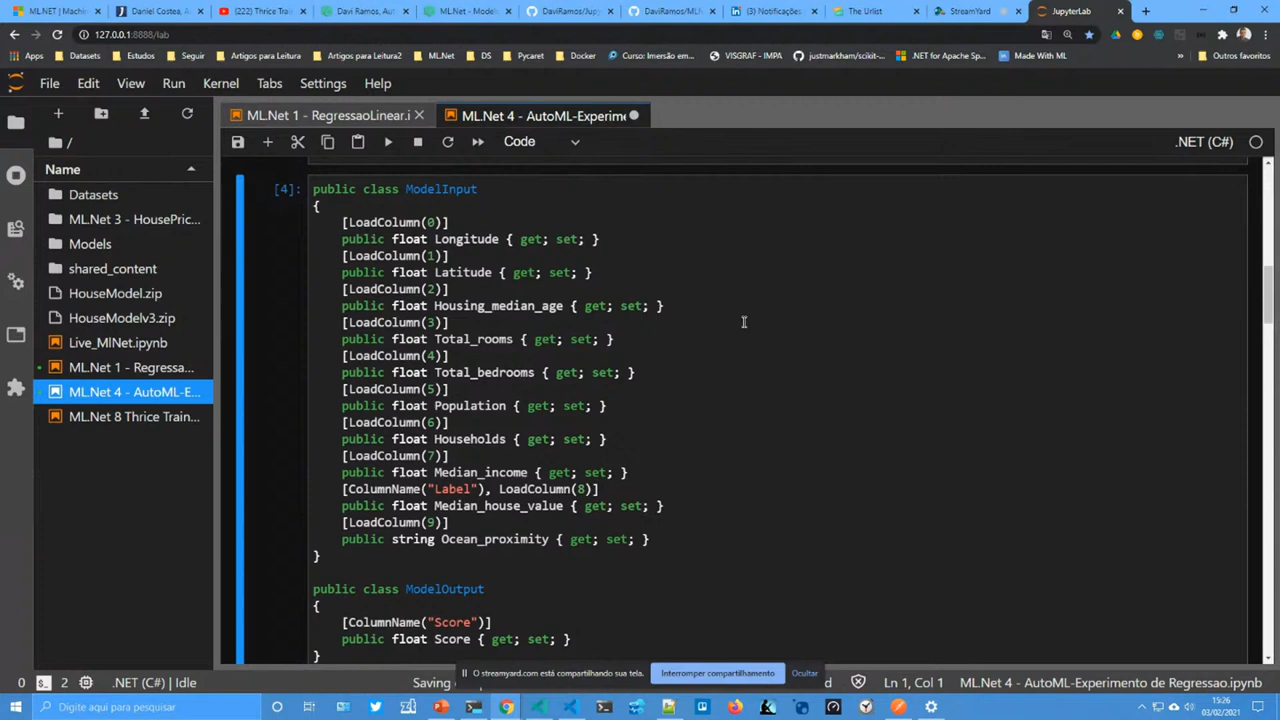 ML.NET | Machin
Daniel Costea, A
(222) Thrice Train
Davi Ramos, Aut
ML.Net - Model
DaviRamos/Jupy
DaviRamos/MLN
(3) Notificações
The Urlist
StreamYard
JupyterLab
127.0.0.1:8888/lab
Apps
Datasets
Estudos
Seguir
Artigos para Leitura
Artigos para Leitura2
ML.Net
DS
Pycaret
Docker
Curso: Imersão em...
VISGRAF - IMPA
justmarkham/scikit-...
.NET for Apache Sp...
Made With ML
»
Outros favoritos
File Edit View Run Kernel Tabs Settings Help
ML.Net 1 - RegressaoLinear.i
ML.Net 4 - AutoML-Experime
Code
.NET (C#)
/
Name
Datasets
ML.Net 3 - HousePric...
Models
shared_content
HouseModel.zip
HouseModelv3.zip
Live_MlNet.ipynb
ML.Net 1 - Regressa...
ML.Net 4 - AutoML-E...
ML.Net 8 Thrice Train...
[4]:
public class ModelInput
{
[LoadColumn(0)]
public float Longitude { get; set; }
[LoadColumn(1)]
public float Latitude { get; set; }
[LoadColumn(2)]
public float Housing_median_age { get; set; }
[LoadColumn(3)]
public float Total_rooms { get; set; }
[LoadColumn(4)]
public float Total_bedrooms { get; set; }
[LoadColumn(5)]
public float Population { get; set; }
[LoadColumn(6)]
public float Households { get; set; }
[LoadColumn(7)]
public float Median_income { get; set; }
[ColumnName("Label"), LoadColumn(8)]
public float Median_house_value { get; set; }
[LoadColumn(9)]
public string Ocean_proximity { get; set; }
}
public class ModelOutput
{
[ColumnName("Score")]
public float Score { get; set; }
}
O streamyard.com está compartilhando sua tela.
Interromper compartilhamento
Ocultar
0
2
.NET (C#) | Idle
Saving
Ln 1, Col 1
ML.Net 4 - AutoML-Experimento de Regressao.ipynb
Digite aqui para pesquisar
15:26
03/02/2021